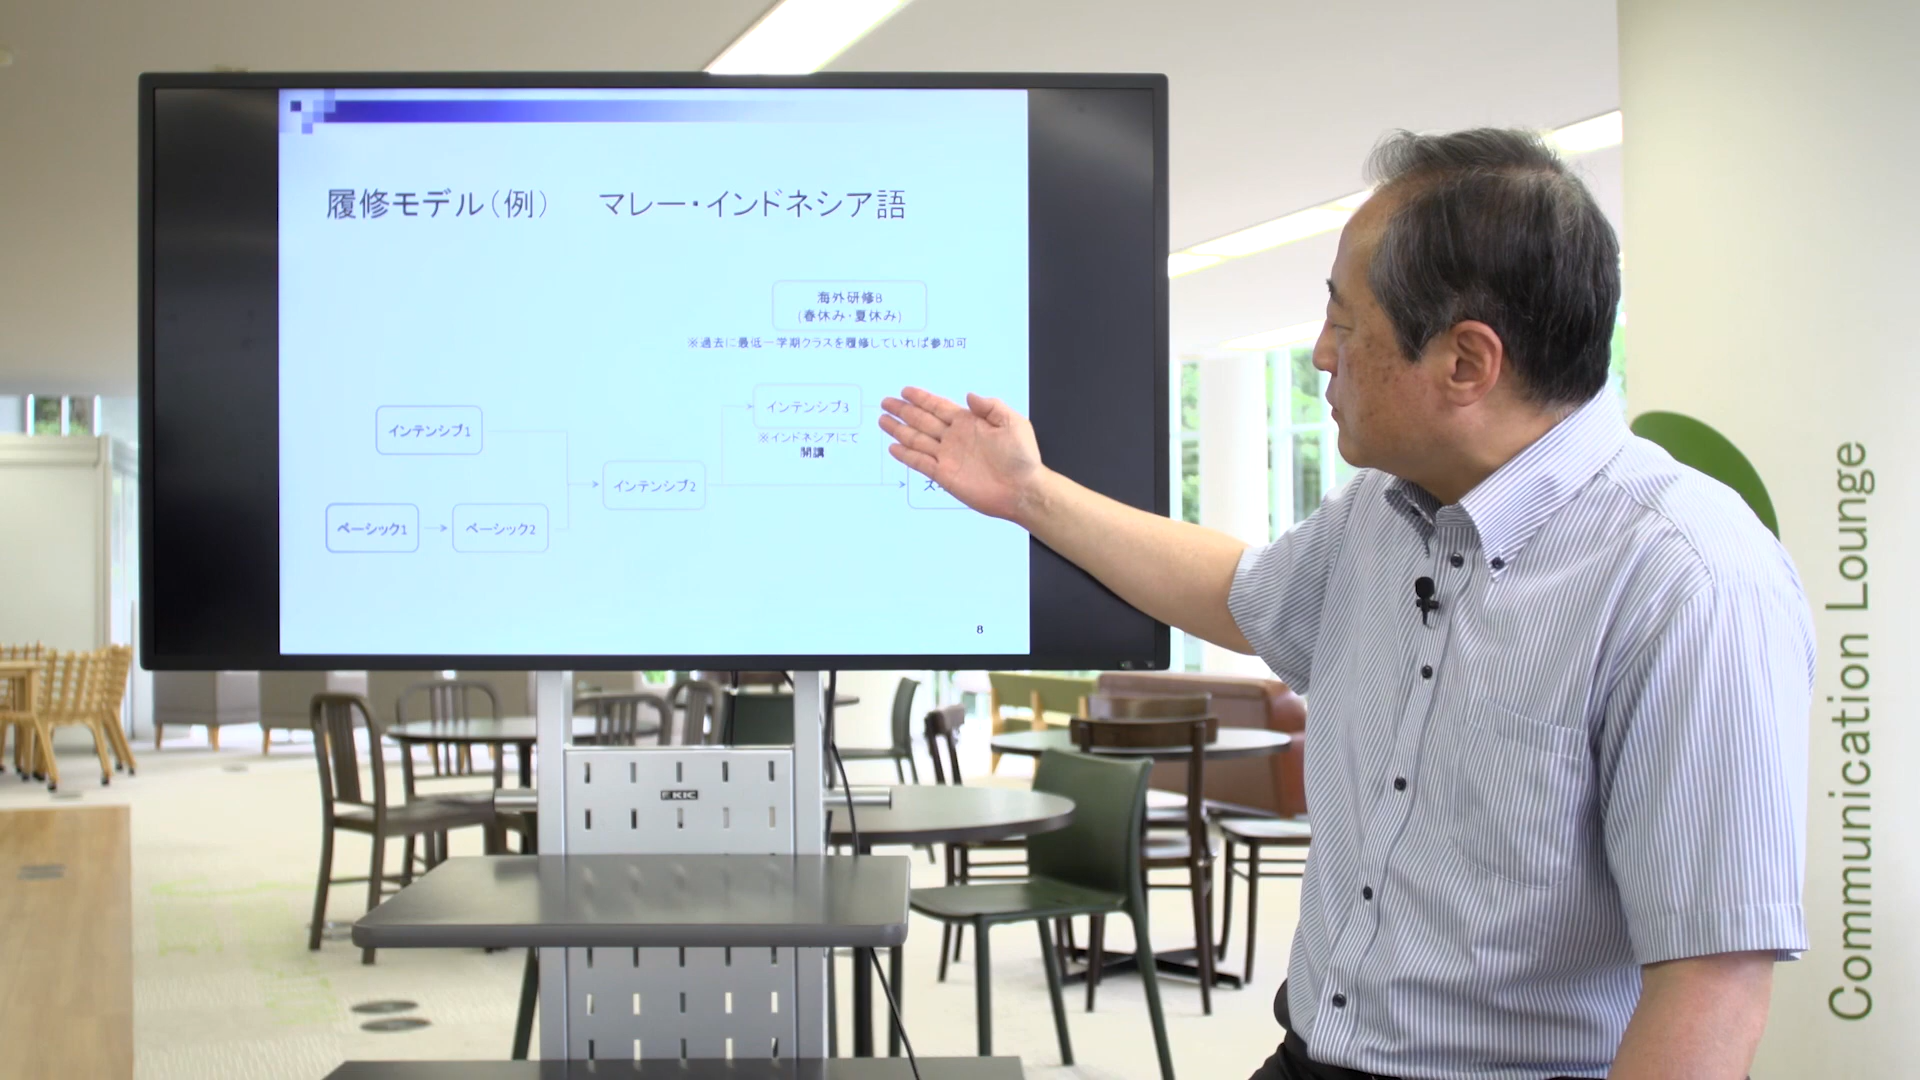 履修モデル(例) マレー・インドネシア語
海外研修B
(春休み・夏休み)
※過去に最低一学期クラスを履修していれば参加可
インテンシブ3
※インドネシアにて
開講
インテンシブ1
インテンシブ2
ベーシック1
ベーシック2
8
Communication Lounge